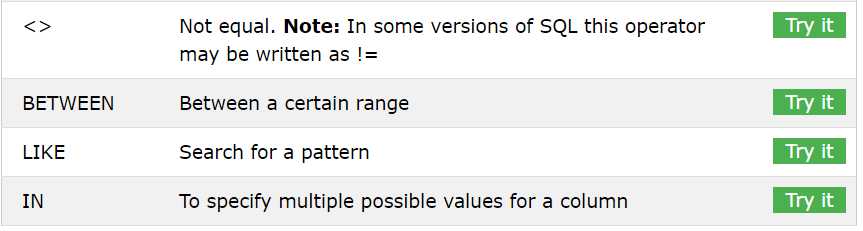 <> Not equal. Note: In some versions of SQL this operator Try it
may be written as !=
BETWEEN Between a certain range Try it
LIKE Search for a pattern Try it
IN To specify multiple possible values for a column Try it